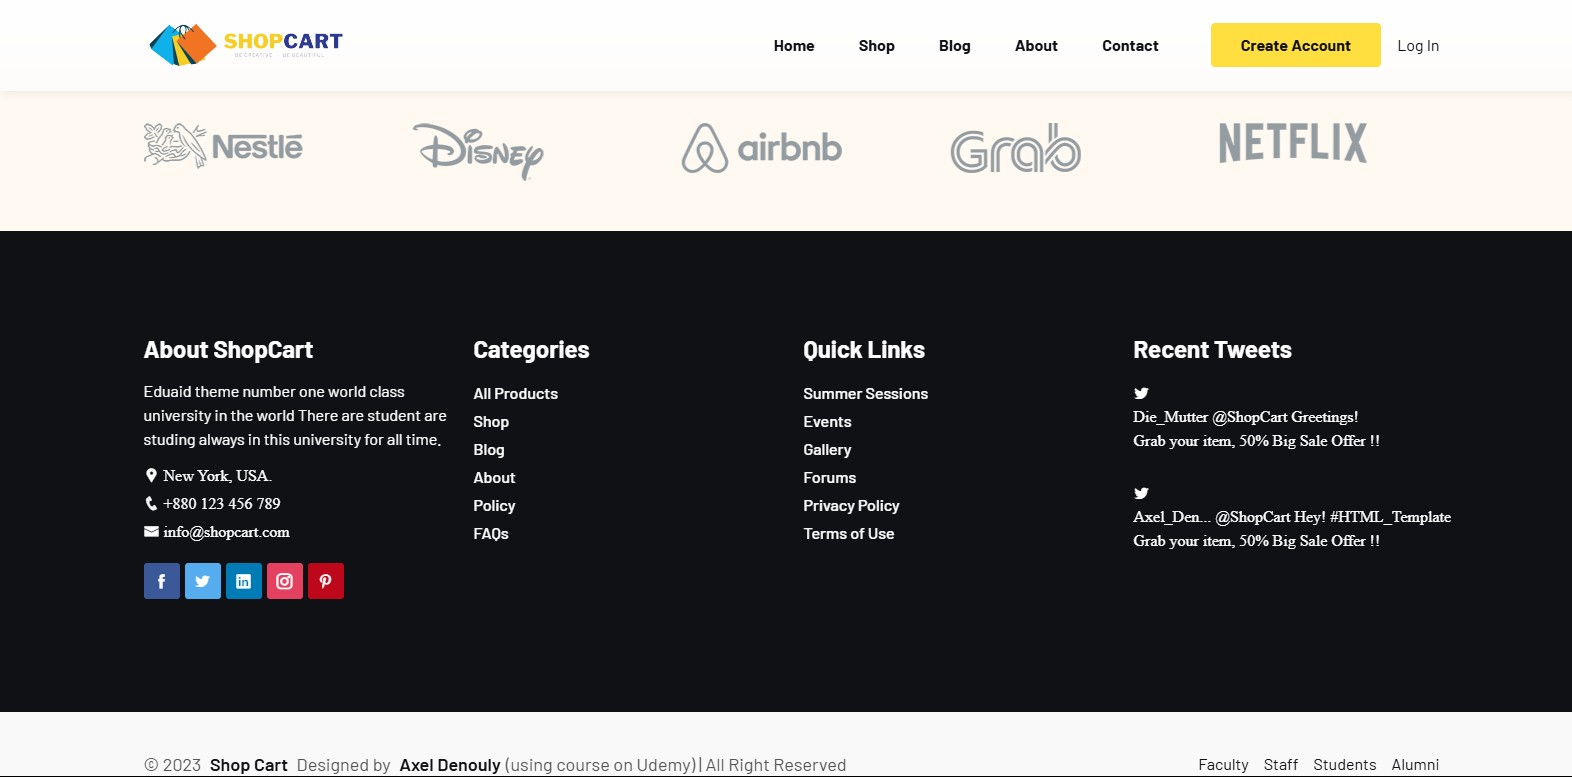 SHOPCART
BE CREATIVE BE BEAUTIFUL
Home Shop Blog About Contact Create Account Log In
Nestlé Disney airbnb Grab NETFLIX
About ShopCart
Eduaid theme number one world class
university in the world There are student are
studing always in this university for all time.
New York, USA.
+880 123 456 789
info@shopcart.com
Categories
All Products
Shop
Blog
About
Policy
FAQs
Quick Links
Summer Sessions
Events
Gallery
Forums
Privacy Policy
Terms of Use
Recent Tweets
Die_Mutter @ShopCart Greetings!
Grab your item, 50% Big Sale Offer !!
Axel_Den... @ShopCart Hey! #HTML_Template
Grab your item, 50% Big Sale Offer !!
© 2023 Shop Cart Designed by Axel Denouly (using course on Udemy) | All Right Reserved
Faculty Staff Students Alumni